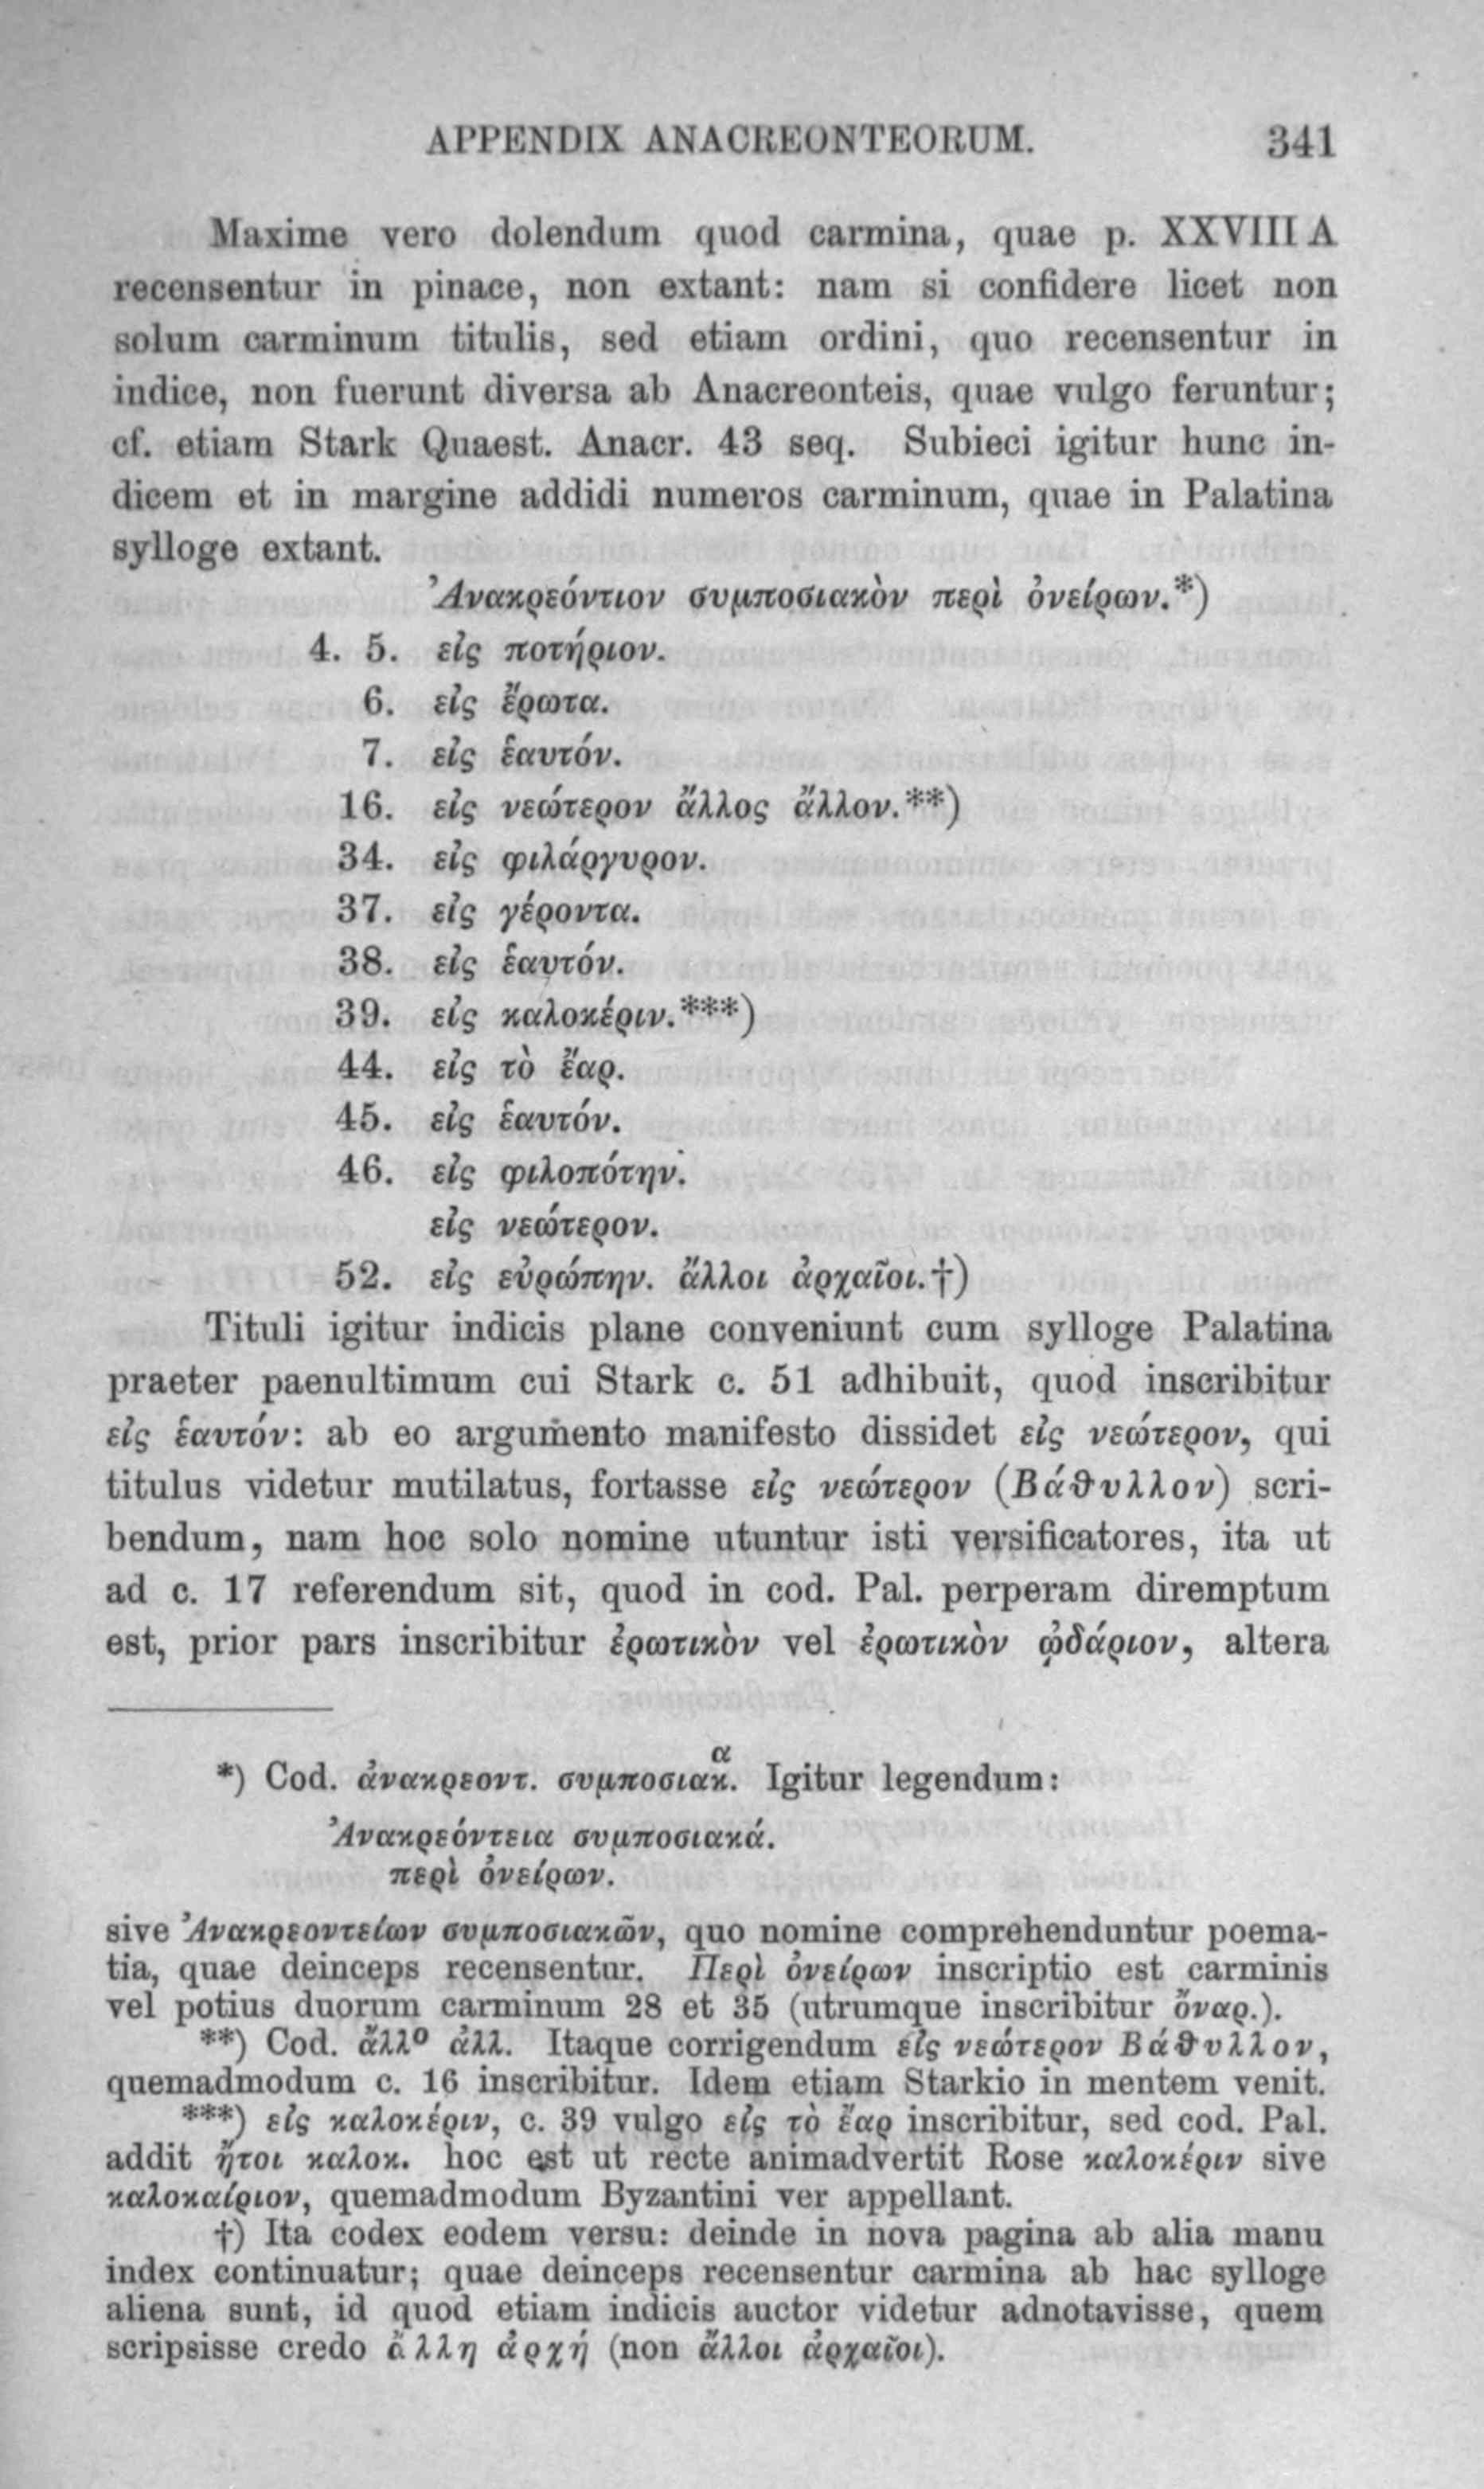 APPENDIX ANACREONTEORUM. 341
Maxime vero dolendum quod carmina, quae p. XXVIII A
recensentur in pinace, non extant: nam si confidere licet non
solum carminum titulis, sed etiam ordini, quo recensentur in
indice, non fuerunt diversa ab Anacreonteis, quae vulgo feruntur;
cf. etiam Stark Quaest. Anacr. 43 seq. Subieci igitur hunc in-
dicem et in margine addidi numeros carminum, quae in Palatina
sylloge extant.
Ἀνακρεόντιον συμποσιακὸν περὶ ὀνείρων.*)
4. 5. εἰς ποτήριον.
6. εἰς ἔρωτα.
7. εἰς ἑαυτόν.
16. εἰς νεώτερον ἄλλος ἄλλον.**)
34. εἰς φιλάργυρον.
37. εἰς γέροντα.
38. εἰς ἑαυτόν.
39. εἰς καλοκέριν.***)
44. εἰς τὸ ἔαρ.
45. εἰς ἑαυτόν.
46. εἰς φιλοπότην.
εἰς νεώτερον.
52. εἰς εὐρώπην. ἄλλοι ἀρχαῖοι.†)
Tituli igitur indicis plane conveniunt cum sylloge Palatina
praeter paenultimum cui Stark c. 51 adhibuit, quod inscribitur
εἰς ἑαυτόν: ab eo argumento manifesto dissidet εἰς νεώτερον, qui
titulus videtur mutilatus, fortasse εἰς νεώτερον (Βάθυλλον) scri-
bendum, nam hoc solo nomine utuntur isti versificatores, ita ut
ad c. 17 referendum sit, quod in cod. Pal. perperam diremptum
est, prior pars inscribitur ἐρωτικὸν vel ἐρωτικὸν ᾠδάριον, altera
*) Cod. ἀνακρεοντ. συμποσιακᾰ. Igitur legendum:
Ἀνακρεόντεια συμποσιακά.
περὶ ὀνείρων.
sive Ἀνακρεοντείων συμποσιακῶν, quo nomine comprehenduntur poema-
tia, quae deinceps recensentur. Περὶ ὀνείρων inscriptio est carminis
vel potius duorum carminum 28 et 35 (utrumque inscribitur ὄναρ.).
**) Cod. ἄλλº ἀλλ. Itaque corrigendum εἰς νεώτερον Βάθυλλον,
quemadmodum c. 16 inscribitur. Idem etiam Starkio in mentem venit.
***) εἰς καλοκέριν, c. 39 vulgo εἰς τὸ ἔαρ inscribitur, sed cod. Pal.
addit ἤτοι καλοκ. hoc est ut recte animadvertit Rose καλοκέριν sive
καλοκαίριον, quemadmodum Byzantini ver appellant.
†) Ita codex eodem versu: deinde in nova pagina ab alia manu
index continuatur; quae deinceps recensentur carmina ab hac sylloge
aliena sunt, id quod etiam indicis auctor videtur adnotavisse, quem
scripsisse credo ἄλλη ἀρχή (non ἄλλοι ἀρχαῖοι).